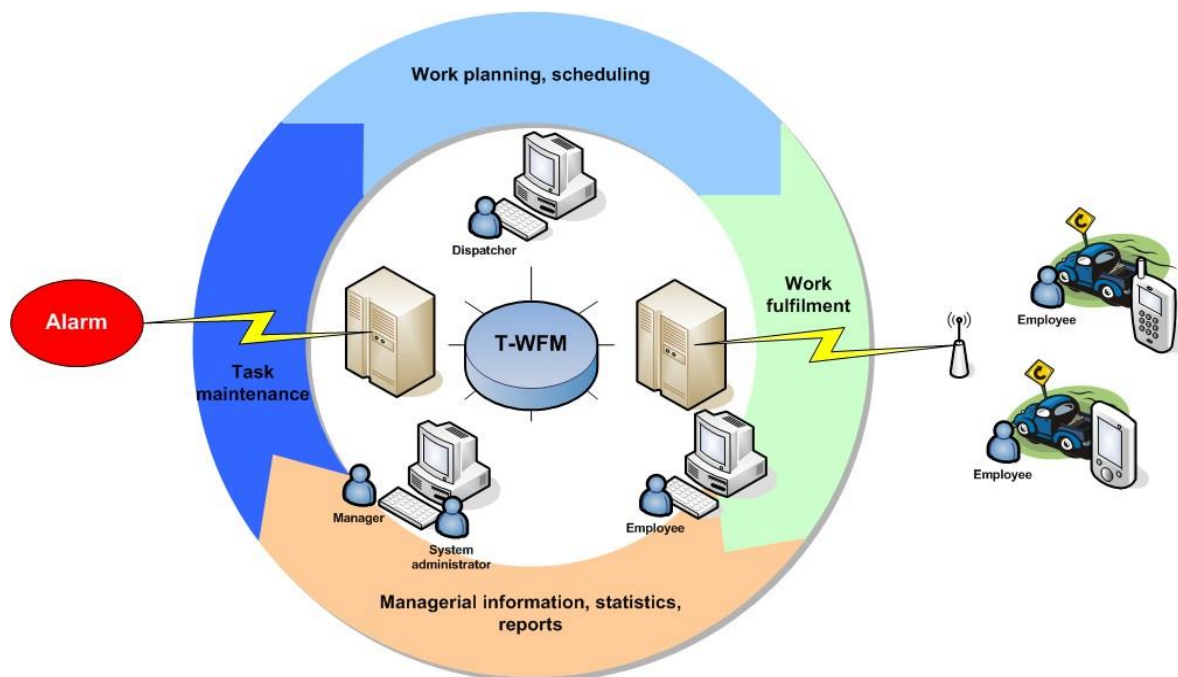 Work planning, scheduling
Dispatcher
Alarm
T-WFM
Work
fulfilment
Employee
Task
maintenance
Employee
Manager
Employee
System
administrator
Managerial information, statistics,
reports